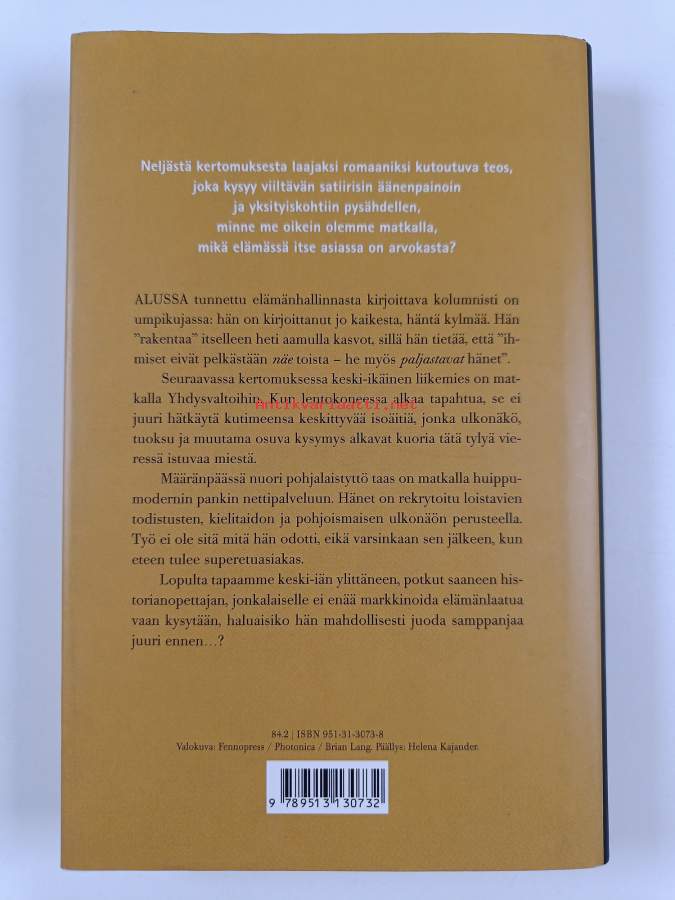 Neljästä kertomuksesta laajaksi romaaniksi kutoutuva teos,
joka kysyy viiltävän satiirisin äänenpainoin
ja yksityiskohtiin pysähdellen,
minne me oikein olemme matkalla,
mikä elämässä itse asiassa on arvokasta?
ALUSSA tunnettu elämänhallinnasta kirjoittava kolumnisti on
umpikujassa: hän on kirjoittanut jo kaikesta, häntä kylmää. Hän
”rakentaa” itselleen heti aamulla kasvot, sillä hän tietää, että ”ih-
miset eivät pelkästään näe toista – he myös paljastavat hänet”.
Seuraavassa kertomuksessa keski-ikäinen liikemies on mat-
kalla Yhdysvaltoihin. Kun lentokoneessa alkaa tapahtua, se ei
Antikvariaatti.net
juuri hätkäytä kutimeensa keskittyvää isoäitiä, jonka ulkonäkö,
tuoksu ja muutama osuva kysymys alkavat kuoria tätä tylyä vie-
ressä istuvaa miestä.
Määränpäässä nuori pohjalaistyttö taas on matkalla huippu-
modernin pankin nettipalveluun. Hänet on rekrytoitu loistavien
todistusten, kielitaidon ja pohjoismaisen ulkonäön perusteella.
Työ ei ole sitä mitä hän odotti, eikä varsinkaan sen jälkeen, kun
eteen tulee superetuasiakas.
Lopulta tapaamme keski-iän ylittäneen, potkut saaneen his-
torianopettajan, jonkalaiselle ei enää markkinoida elämänlaatua
vaan kysytään, haluaisiko hän mahdollisesti juoda samppanjaa
juuri ennen…?
84.2 | ISBN 951-31-3073-8
Valokuva: Fennopress / Photonica / Brian Lang. Päällys: Helena Kajander.
9 789513 130732